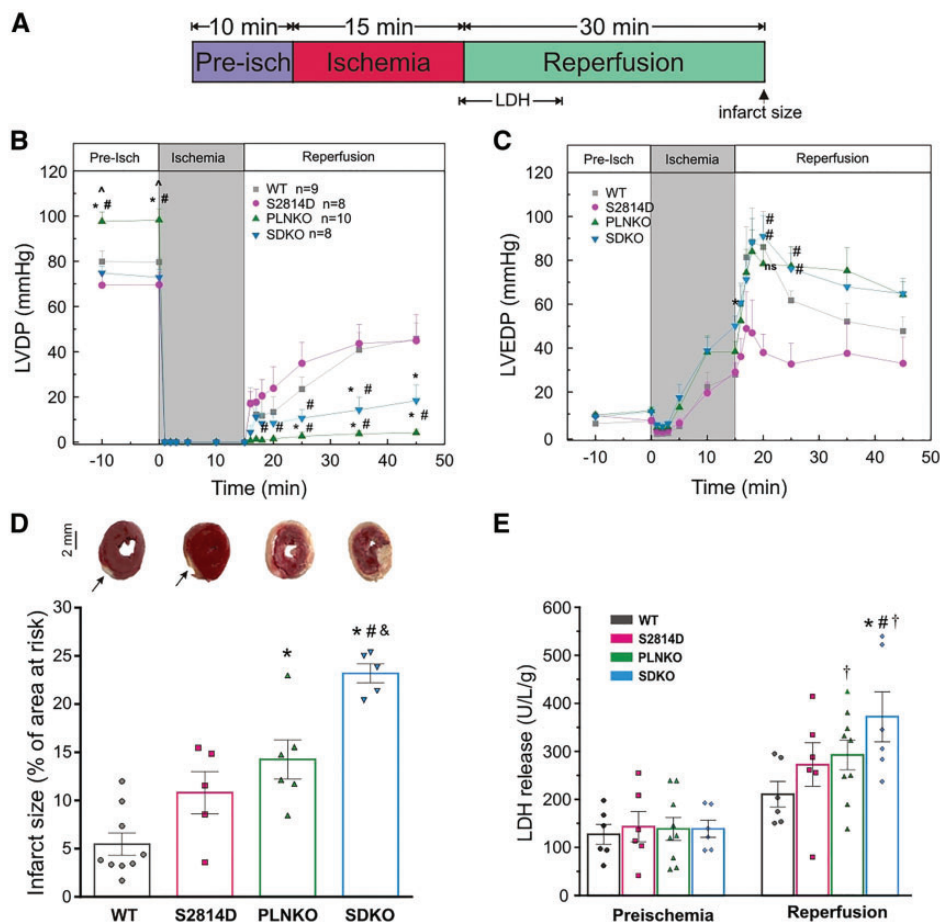 A
10 min 15 min 30 min
Pre-isch Ischemia Reperfusion
LDH
infarct size
B
Pre-Isch Ischemia Reperfusion
120
100
80
60
40
20
0
LVDP (mmHg)
^ ^
* # * #
WT n=9
S2814D n=8
PLNKO n=10
SDKO n=8
# # # * # * #
* # * # * #
-10 0 10 20 30 40 50
Time (min)
C
Pre-Isch Ischemia Reperfusion
120
100
80
60
40
20
0
LVEDP (mmHg)
WT
S2814D
PLNKO
SDKO
*
#
#
ns
#
#
-10 0 10 20 30 40 50
Time (min)
D
2 mm
30
25
20
15
10
5
0
Infarct size (% of area at risk)
*
* # &
WT S2814D PLNKO SDKO
E
600
500
400
300
200
100
0
LDH release (U/L/g)
WT
S2814D
PLNKO
SDKO
†
* # †
Preischemia Reperfusion